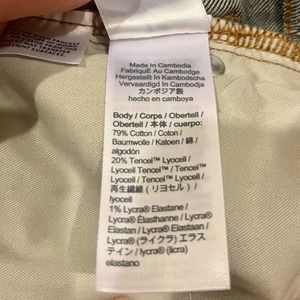 LIGHT SURFACES.
Made In Cambodia
Fabriqué Au Cambodge
Hergestellt In Kambodscha
Vervaardigd In Cambodja
カンボジア製
hecho en camboya
Body / Corps / Oberteil /
Oberteil / 本体 / cuerpo:
79% Cotton / Coton /
Baumwolle / Katoen / 綿 /
algodón
20% Tencel™ Lyocell /
Lyocell Tencel™ / Tencel™
Lyocell / Tencel™ Lyocell /
再生繊維 (リヨセル) /
lyocell
1% Lycra® Elastane /
Lycra® Élasthanne / Lycra®
Elastan / Lycra® Elastaan /
Lycra® (ライクラ) エラス
テイン / lycra® (licra)
elastano